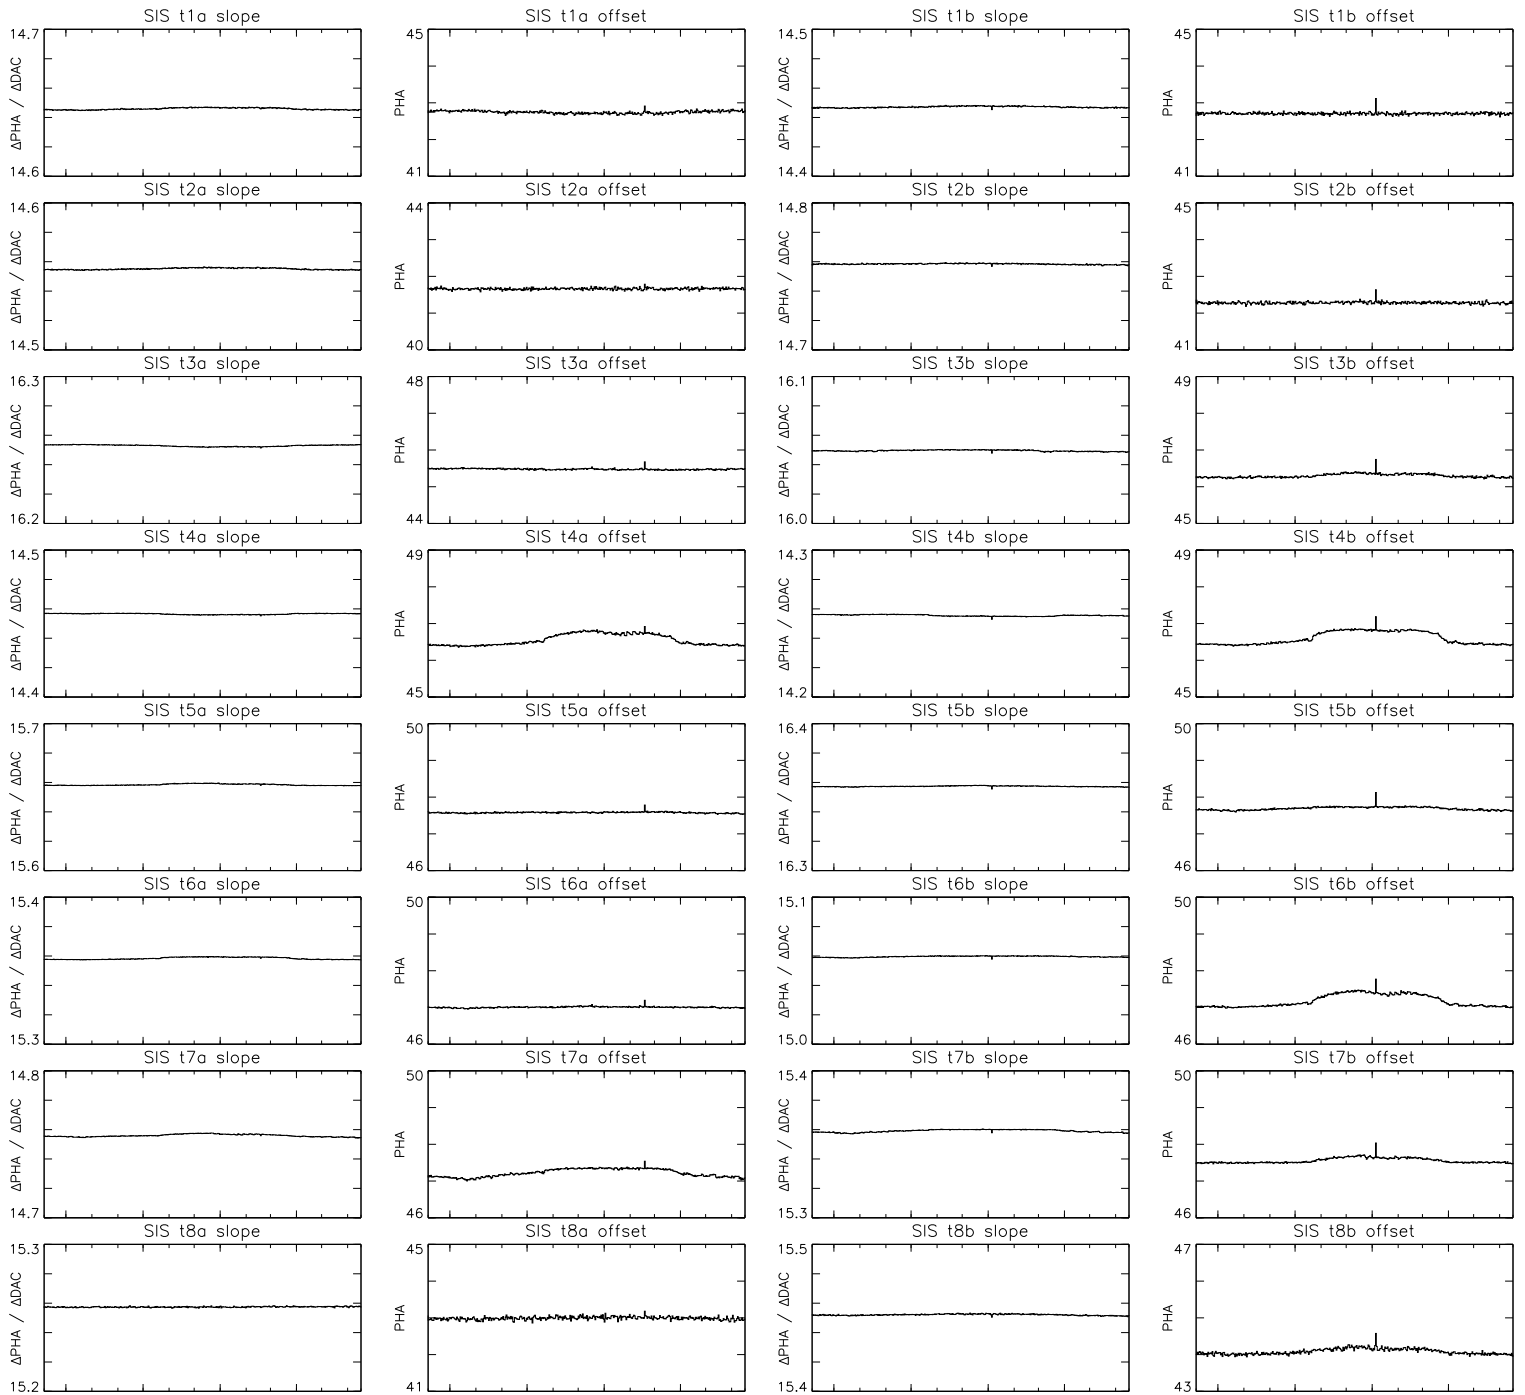 SIS t1a slope SIS t1a offset SIS t1b slope SIS t1b offset
14.7 45 14.5 45
ΔPHA / ΔDAC PHA ΔPHA / ΔDAC PHA
14.6 41 14.4 41
SIS t2a slope SIS t2a offset SIS t2b slope SIS t2b offset
14.6 44 14.8 45
ΔPHA / ΔDAC PHA ΔPHA / ΔDAC PHA
14.5 40 14.7 41
SIS t3a slope SIS t3a offset SIS t3b slope SIS t3b offset
16.3 48 16.1 49
ΔPHA / ΔDAC PHA ΔPHA / ΔDAC PHA
16.2 44 16.0 45
SIS t4a slope SIS t4a offset SIS t4b slope SIS t4b offset
14.5 49 14.3 49
ΔPHA / ΔDAC PHA ΔPHA / ΔDAC PHA
14.4 45 14.2 45
SIS t5a slope SIS t5a offset SIS t5b slope SIS t5b offset
15.7 50 16.4 50
ΔPHA / ΔDAC PHA ΔPHA / ΔDAC PHA
15.6 46 16.3 46
SIS t6a slope SIS t6a offset SIS t6b slope SIS t6b offset
15.4 50 15.1 50
ΔPHA / ΔDAC PHA ΔPHA / ΔDAC PHA
15.3 46 15.0 46
SIS t7a slope SIS t7a offset SIS t7b slope SIS t7b offset
14.8 50 15.4 50
ΔPHA / ΔDAC PHA ΔPHA / ΔDAC PHA
14.7 46 15.3 46
SIS t8a slope SIS t8a offset SIS t8b slope SIS t8b offset
15.3 45 15.5 47
ΔPHA / ΔDAC PHA ΔPHA / ΔDAC PHA
15.2 41 15.4 43